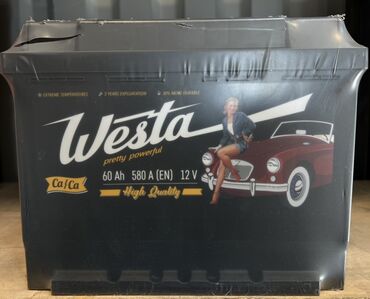 EXTREME TEMPERATURES 2 YEARS EXPLOITATION 30% MORE DURABLE
Westa
pretty powerful
60 Ah 580 A (EN) 12 V
Ca/Ca
High Quality